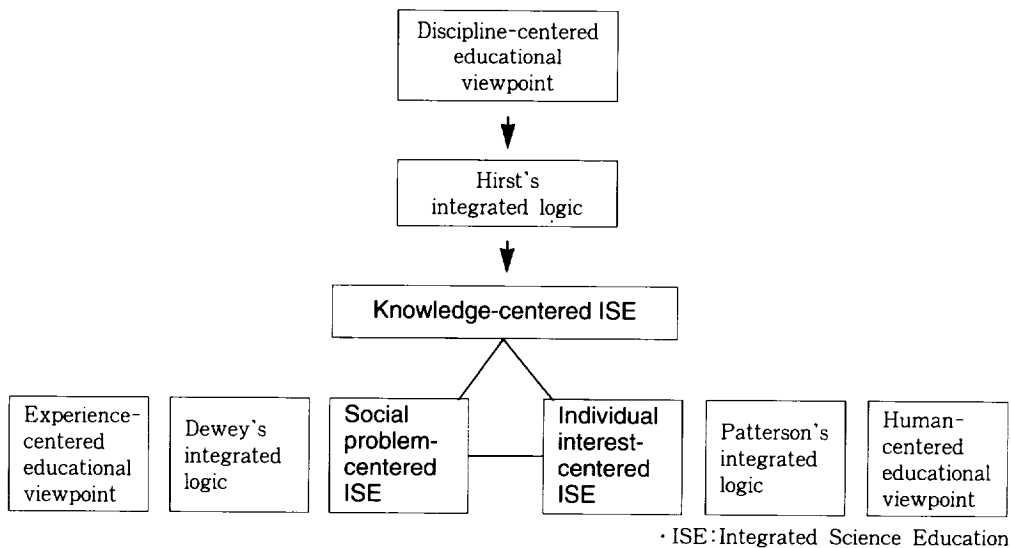 Discipline-centered
educational
viewpoint
Hirst's
integrated logic
Knowledge-centered ISE
Experience-
centered
educational
viewpoint
Dewey's
integrated
logic
Social
problem-
centered
ISE
Individual
interest-
centered
ISE
Patterson's
integrated
logic
Human-
centered
educational
viewpoint
· ISE:Integrated Science Education